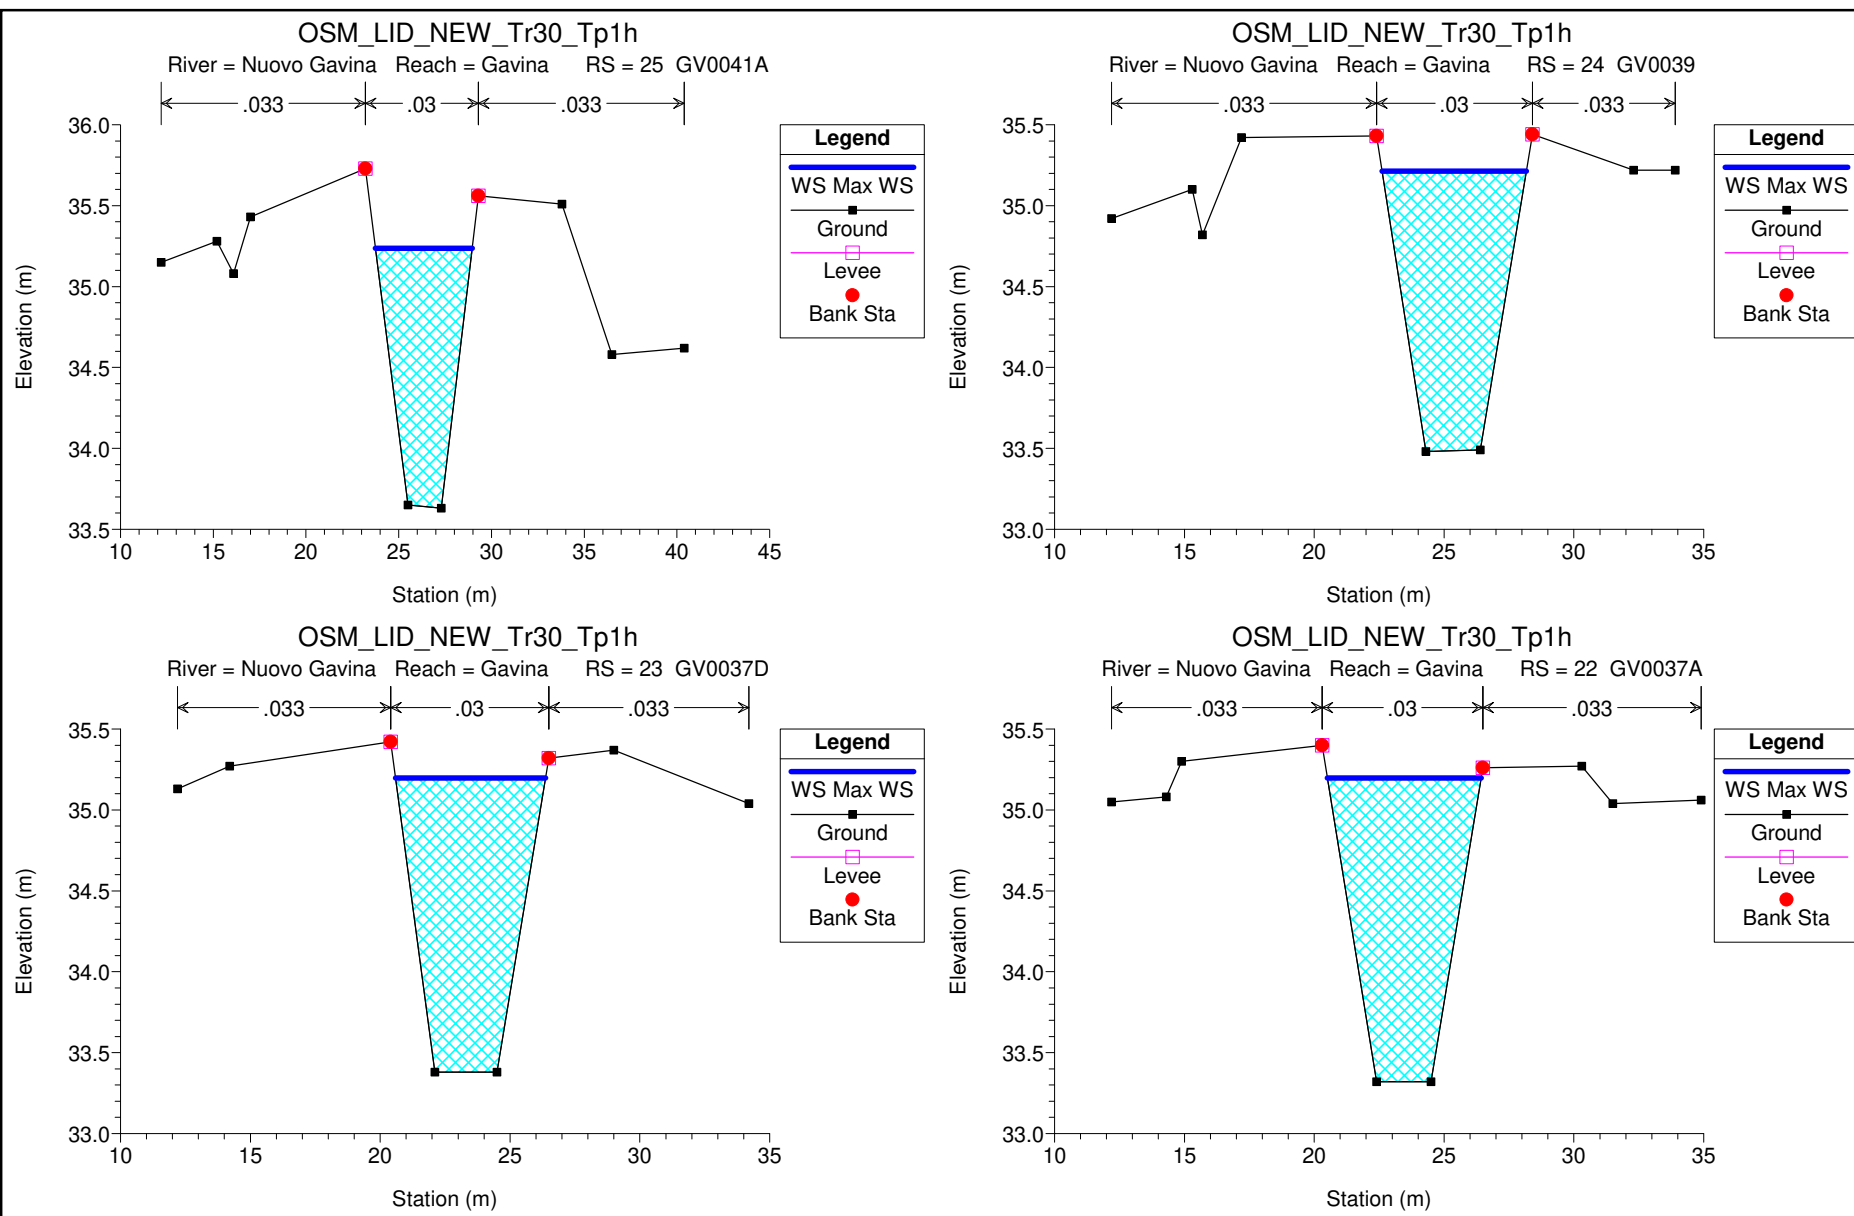 OSM_LID_NEW_Tr30_Tp1h
River = Nuovo Gavina Reach = Gavina RS = 25 GV0041A
.033 .03 .033
36.0
35.5
35.0
34.5
34.0
33.5
Elevation (m)
10 15 20 25 30 35 40 45
Station (m)
Legend
WS Max WS
Ground
Levee
Bank Sta
OSM_LID_NEW_Tr30_Tp1h
River = Nuovo Gavina Reach = Gavina RS = 24 GV0039
.033 .03 .033
35.5
35.0
34.5
34.0
33.5
33.0
Elevation (m)
10 15 20 25 30 35
Station (m)
Legend
WS Max WS
Ground
Levee
Bank Sta
OSM_LID_NEW_Tr30_Tp1h
River = Nuovo Gavina Reach = Gavina RS = 23 GV0037D
.033 .03 .033
35.5
35.0
34.5
34.0
33.5
33.0
Elevation (m)
10 15 20 25 30 35
Station (m)
Legend
WS Max WS
Ground
Levee
Bank Sta
OSM_LID_NEW_Tr30_Tp1h
River = Nuovo Gavina Reach = Gavina RS = 22 GV0037A
.033 .03 .033
35.5
35.0
34.5
34.0
33.5
33.0
Elevation (m)
10 15 20 25 30 35
Station (m)
Legend
WS Max WS
Ground
Levee
Bank Sta